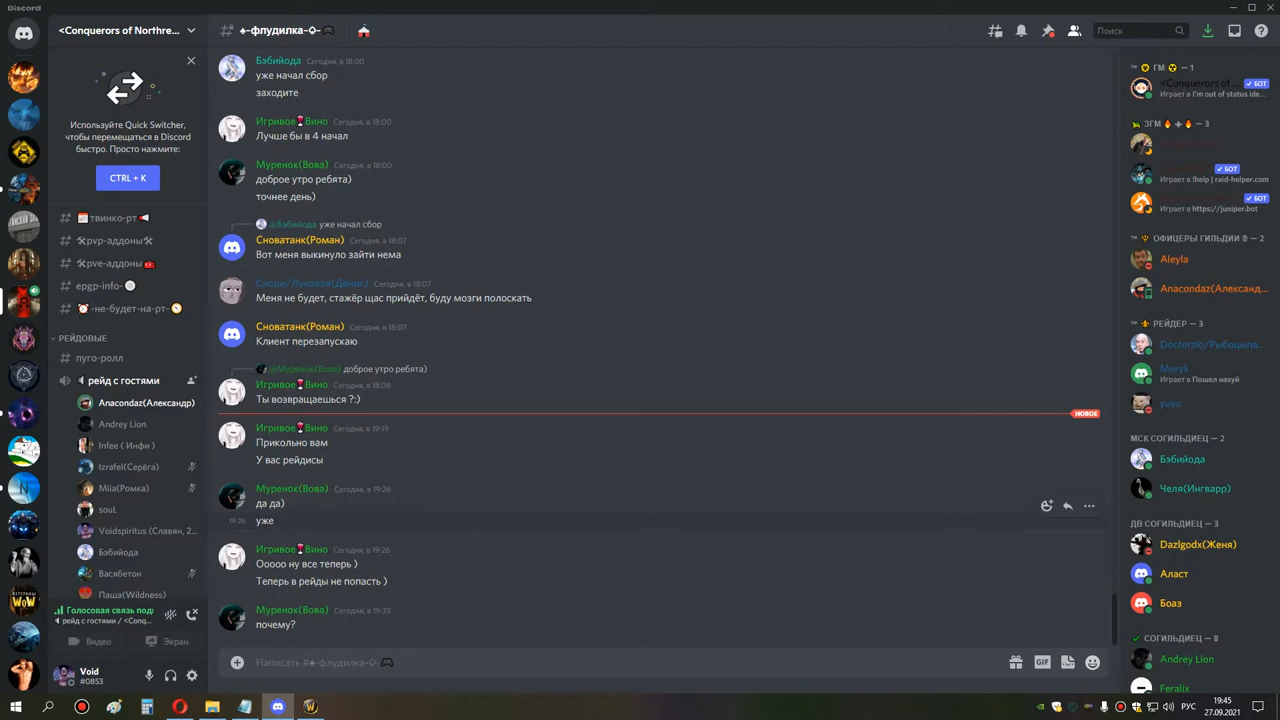 Discord
<Conquerors of Northre...
Используйте Quick Switcher,
чтобы перемещаться в Discord
быстро. Просто нажмите:
CTRL + K
твинко-рт
pvp-аддоны
pve-аддоны
epgp-info-
-не-будет-на-рт-
РЕЙДОВЫЕ
пуго-ролл
рейд с гостями
Anacondaz(Александр)
Andrey Lion
Infee ( Инфи )
Izrafel(Серёга)
Miia(Ромка)
souL
Voidspiritus (Славян, 2...
Бэбийода
Васябетон
Паша(Wildness)
Голосовая связь под
рейд с гостями / <Conq...
Видео
Экран
Void
#0853
♠-флудилка-
Поиск
Бэбийода Сегодня, в 18:00
уже начал сбор
заходите
Игривое🍷Вино Сегодня, в 18:00
Лучше бы в 4 начал
Муренок(Вова) Сегодня, в 18:00
доброе утро ребята)
точнее день)
@Бэбийода уже начал сбор
Сноватанк(Роман) Сегодня, в 18:07
Вот меня выкинуло зайти нема
Сиори/Луковая(Денис) Сегодня, в 18:07
Меня не будет, стажёр щас прийдёт, буду мозги полоскать
Сноватанк(Роман) Сегодня, в 18:07
Клиент перезапускаю
@Муренок(Вова) доброе утро ребята)
Игривое🍷Вино Сегодня, в 18:08
Ты возвращаешься ?:)
НОВОЕ
Игривое🍷Вино Сегодня, в 19:19
Прикольно вам
У вас рейдисы
Муренок(Вова) Сегодня, в 19:26
да да)
19:26 уже
Игривое🍷Вино Сегодня, в 19:26
Ооооо ну все теперь )
Теперь в рейды не попасть )
Муренок(Вова) Сегодня, в 19:33
почему?
Написать #♠-флудилка-
GIF
ГМ — 1
<Conquerors of ... БОТ
Играет в I'm out of status ide...
ЗГМ — 3
БОТ
Играет в !help | raid-helper.com
БОТ
Играет в https://juniper.bot
ОФИЦЕРЫ ГИЛЬДИИ — 2
Aleyla
Anacondaz(Александ...
РЕЙДЕР — 3
Doctorzlo/Рыбоцыпа...
Meryk
Играет в Пошел нахуй
yuyu
МСК СОГИЛЬДИЕЦ — 2
Бэбийода
Челя(Ингварр)
ДВ СОГИЛЬДИЕЦ — 3
Dazlgodx(Женя)
Аласт
Боаз
СОГИЛЬДИЕЦ — 8
Andrey Lion
Feralix
WoW
РУС
19:45
27.09.2021